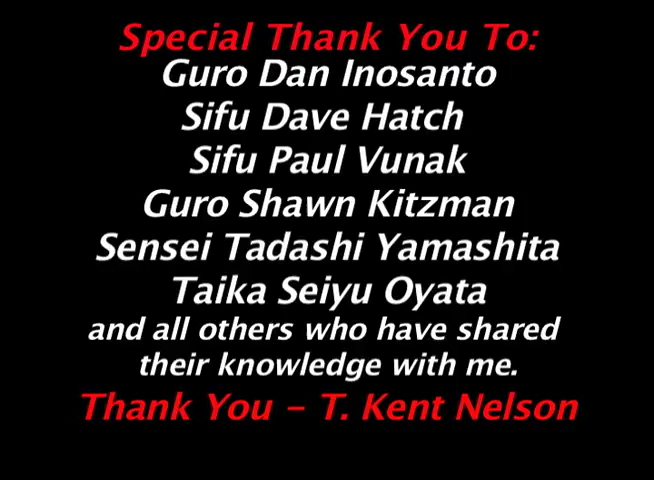 Special Thank You To:
Guro Dan Inosanto
Sifu Dave Hatch
Sifu Paul Vunak
Guro Shawn Kitzman
Sensei Tadashi Yamashita
Taika Seiyu Oyata
and all others who have shared
their knowledge with me.
Thank You - T. Kent Nelson